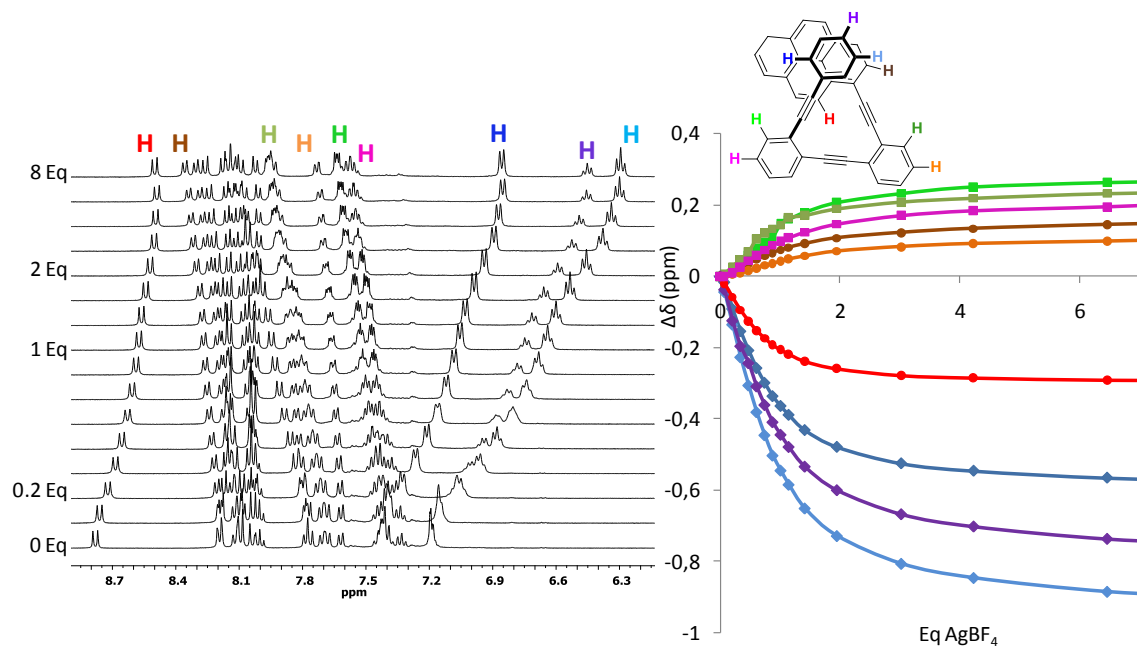 H H H H H H H H H
8 Eq
2 Eq
1 Eq
0.2 Eq
0 Eq
8.7 8.4 8.1 7.8 7.5 7.2 6.9 6.6 6.3
ppm
H
H H
H
H H H
H H
0,4
0,2
0
-0,2
-0,4
-0,6
-0,8
-1
Δδ (ppm)
0 2 4 6
Eq AgBF₄